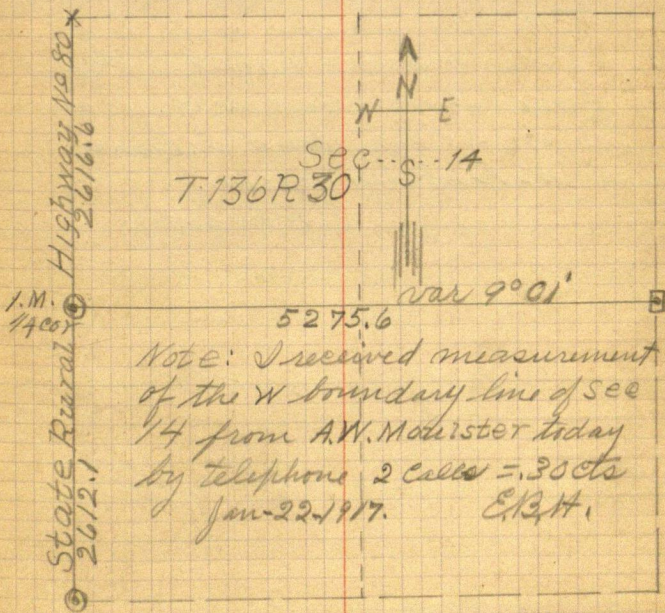 State Rural Highway No 80
2616.6
2612.1
N
W E
S
Sec 14
T136R30
var 9°01'
I.M.
1/4 cor
5275.6
Note: I received measurement
of the W boundary line of sec
14 from A.W. today
by telephone 2 calls = .30cts
Jan-22-1917. E.B.H.